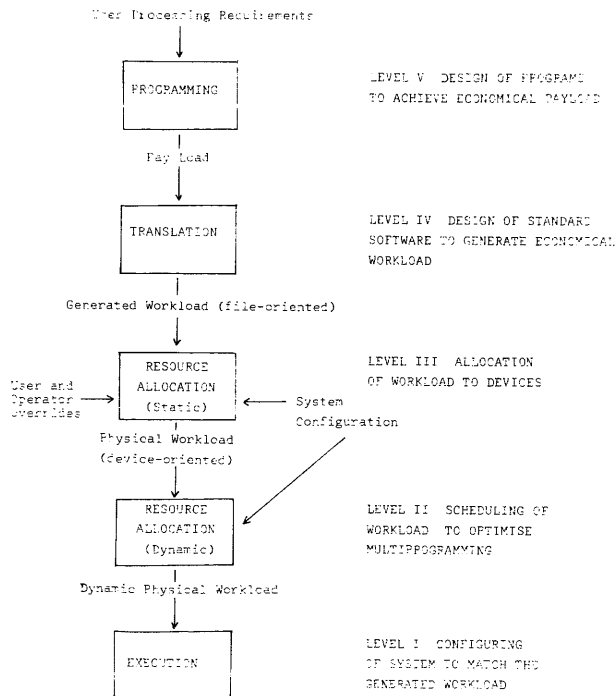 User Processing Requirements
PROGRAMMING
LEVEL V DESIGN OF PROGRAMS
TO ACHIEVE ECONOMICAL PAYLOAD
Pay Load
TRANSLATION
LEVEL IV DESIGN OF STANDARD
SOFTWARE TO GENERATE ECONOMICAL
WORKLOAD
Generated Workload (file-oriented)
RESOURCE
ALLOCATION
(Static)
LEVEL III ALLOCATION
OF WORKLOAD TO DEVICES
User and
Operator
Overrides
System
Configuration
Physical Workload
(device-oriented)
RESOURCE
ALLOCATION
(Dynamic)
LEVEL II SCHEDULING OF
WORKLOAD TO OPTIMISE
MULTIPPOGRAMMING
Dynamic Physical Workload
EXECUTION
LEVEL I CONFIGURING
OF SYSTEM TO MATCH THE
GENERATED WORKLOAD